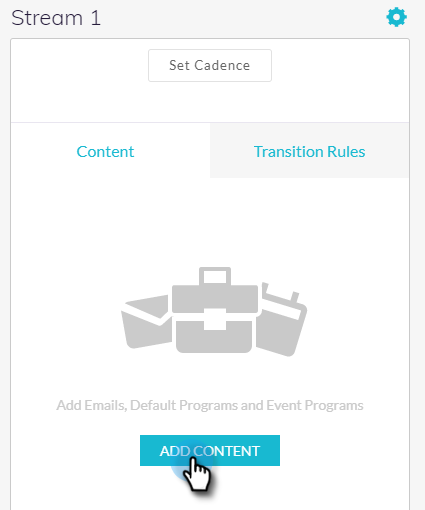 Stream 1
Set Cadence
Content
Transition Rules
Add Emails, Default Programs and Event Programs
ADD CONTENT